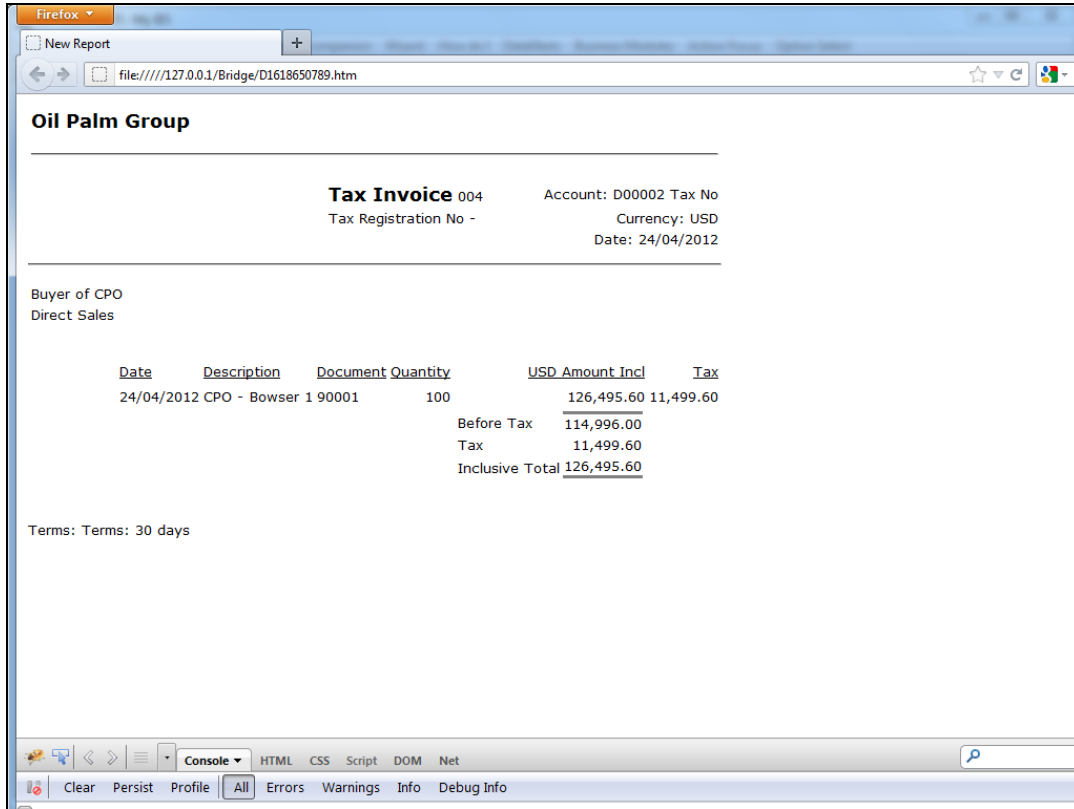 Firefox
New Report
file://///127.0.0.1/Bridge/D1618650789.htm
Oil Palm Group
Tax Invoice 004 Account: D00002 Tax No
Tax Registration No - Currency: USD
Date: 24/04/2012
Buyer of CPO
Direct Sales
Date Description Document Quantity USD Amount Incl Tax
24/04/2012 CPO - Bowser 1 90001 100 126,495.60 11,499.60
Before Tax 114,996.00
Tax 11,499.60
Inclusive Total 126,495.60
Terms: Terms: 30 days
Console HTML CSS Script DOM Net
Clear Persist Profile All Errors Warnings Info Debug Info